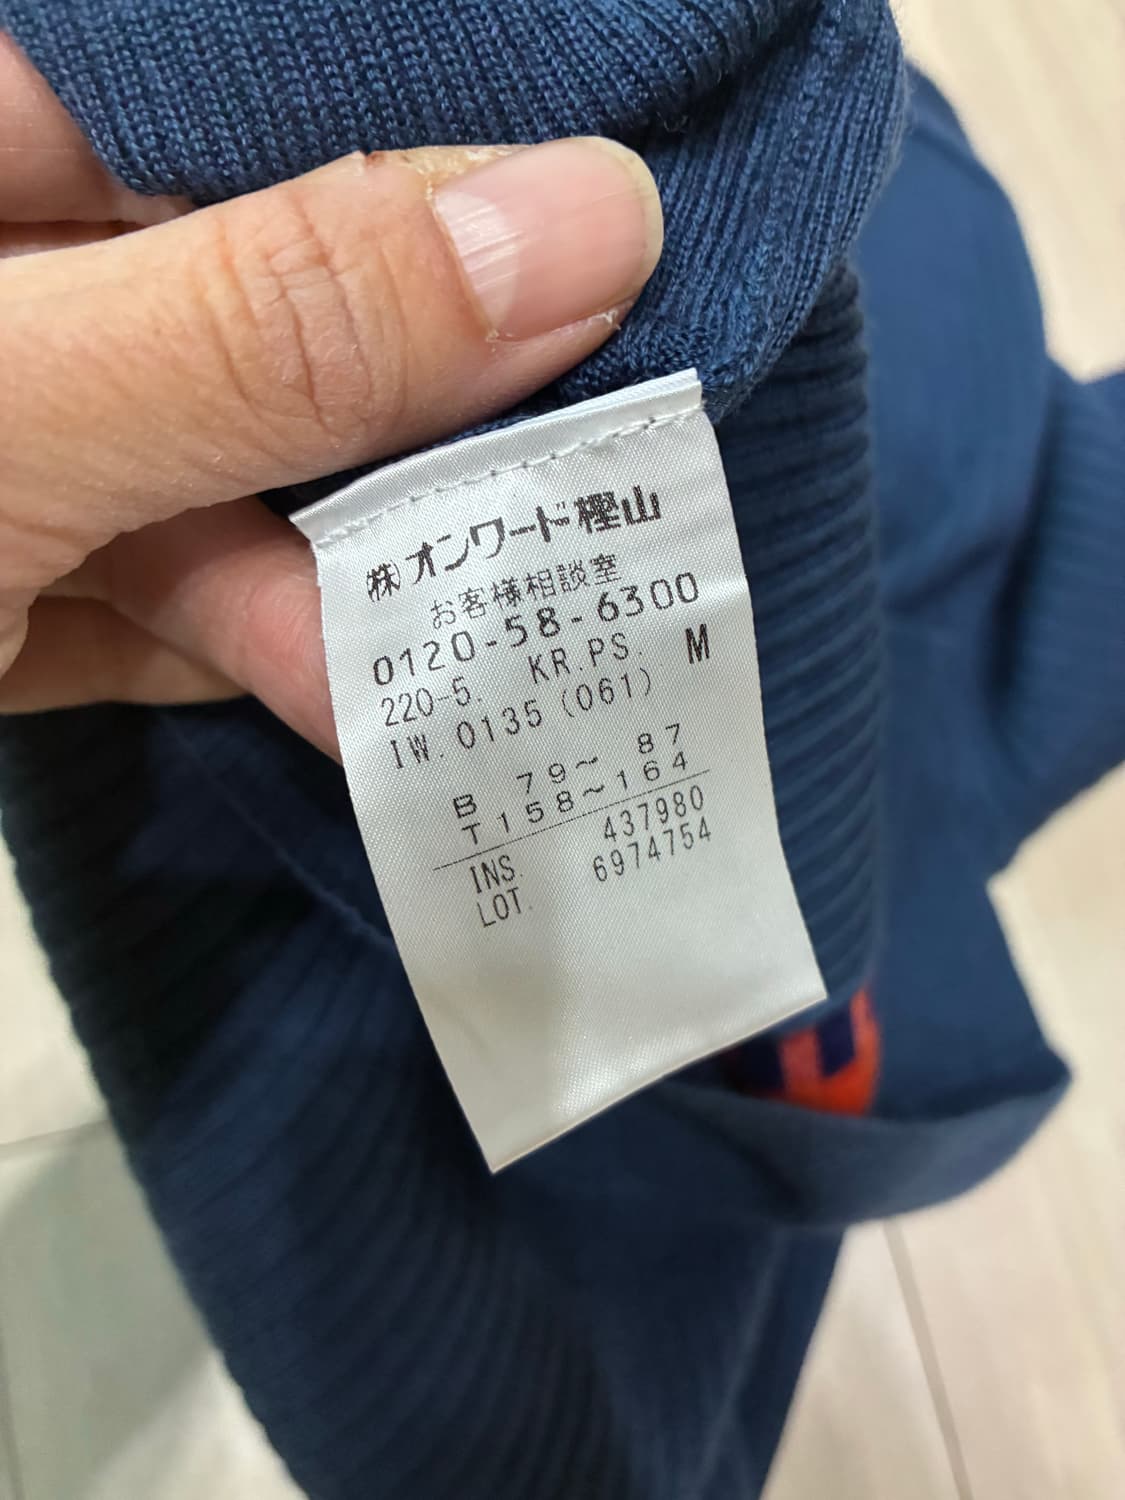 ㈱オンワード樫山
お客様相談室
0120-58-6300
220-5. KR.PS. M
IW.0135(061)
B 79~ 87
T158~164
INS. 437980
LOT. 6974754